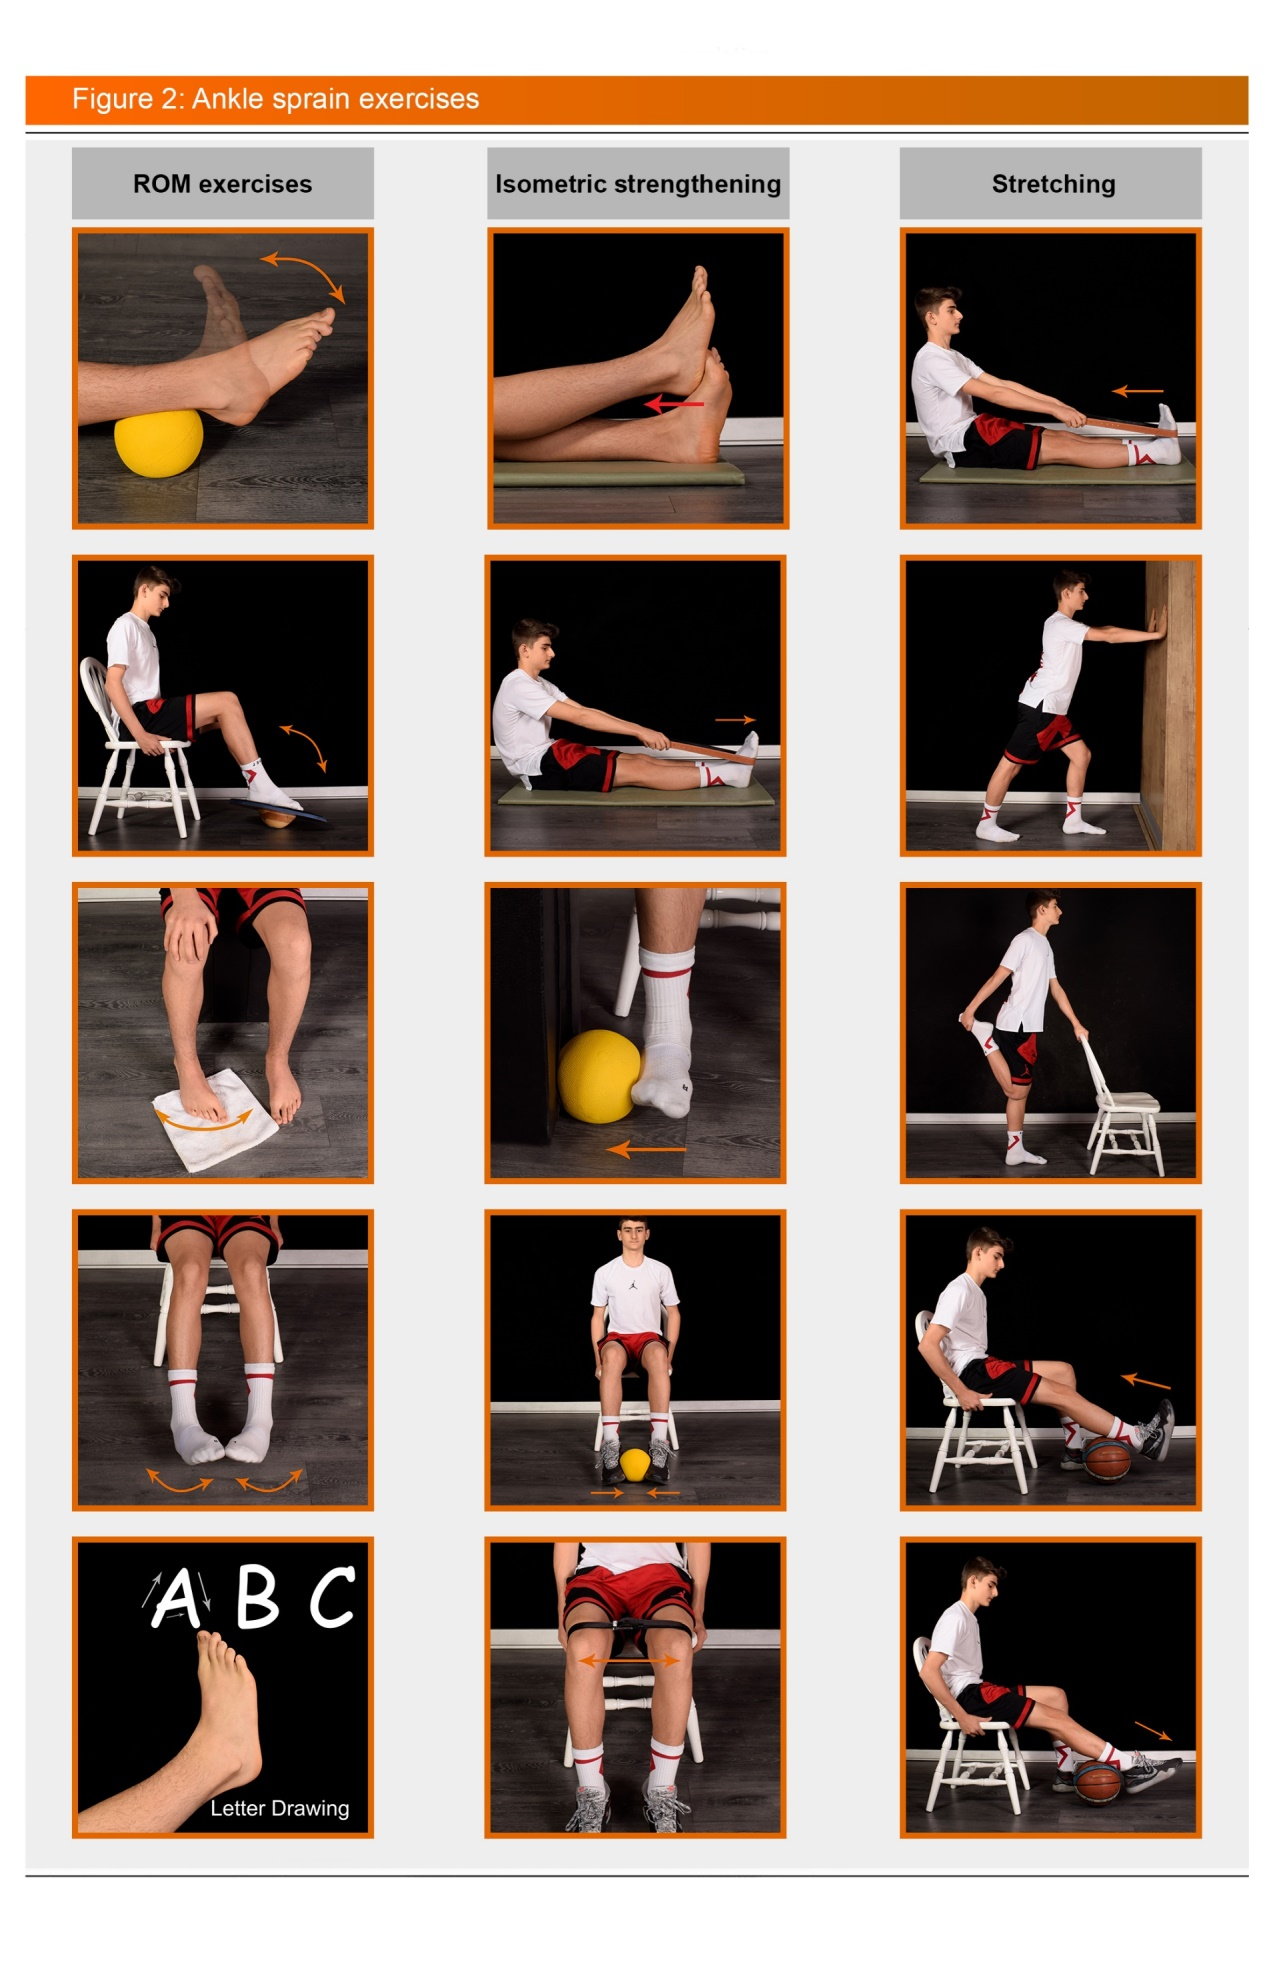 Figure 2: Ankle sprain exercises
ROM exercises
Isometric strengthening
Stretching
A B C
Letter Drawing